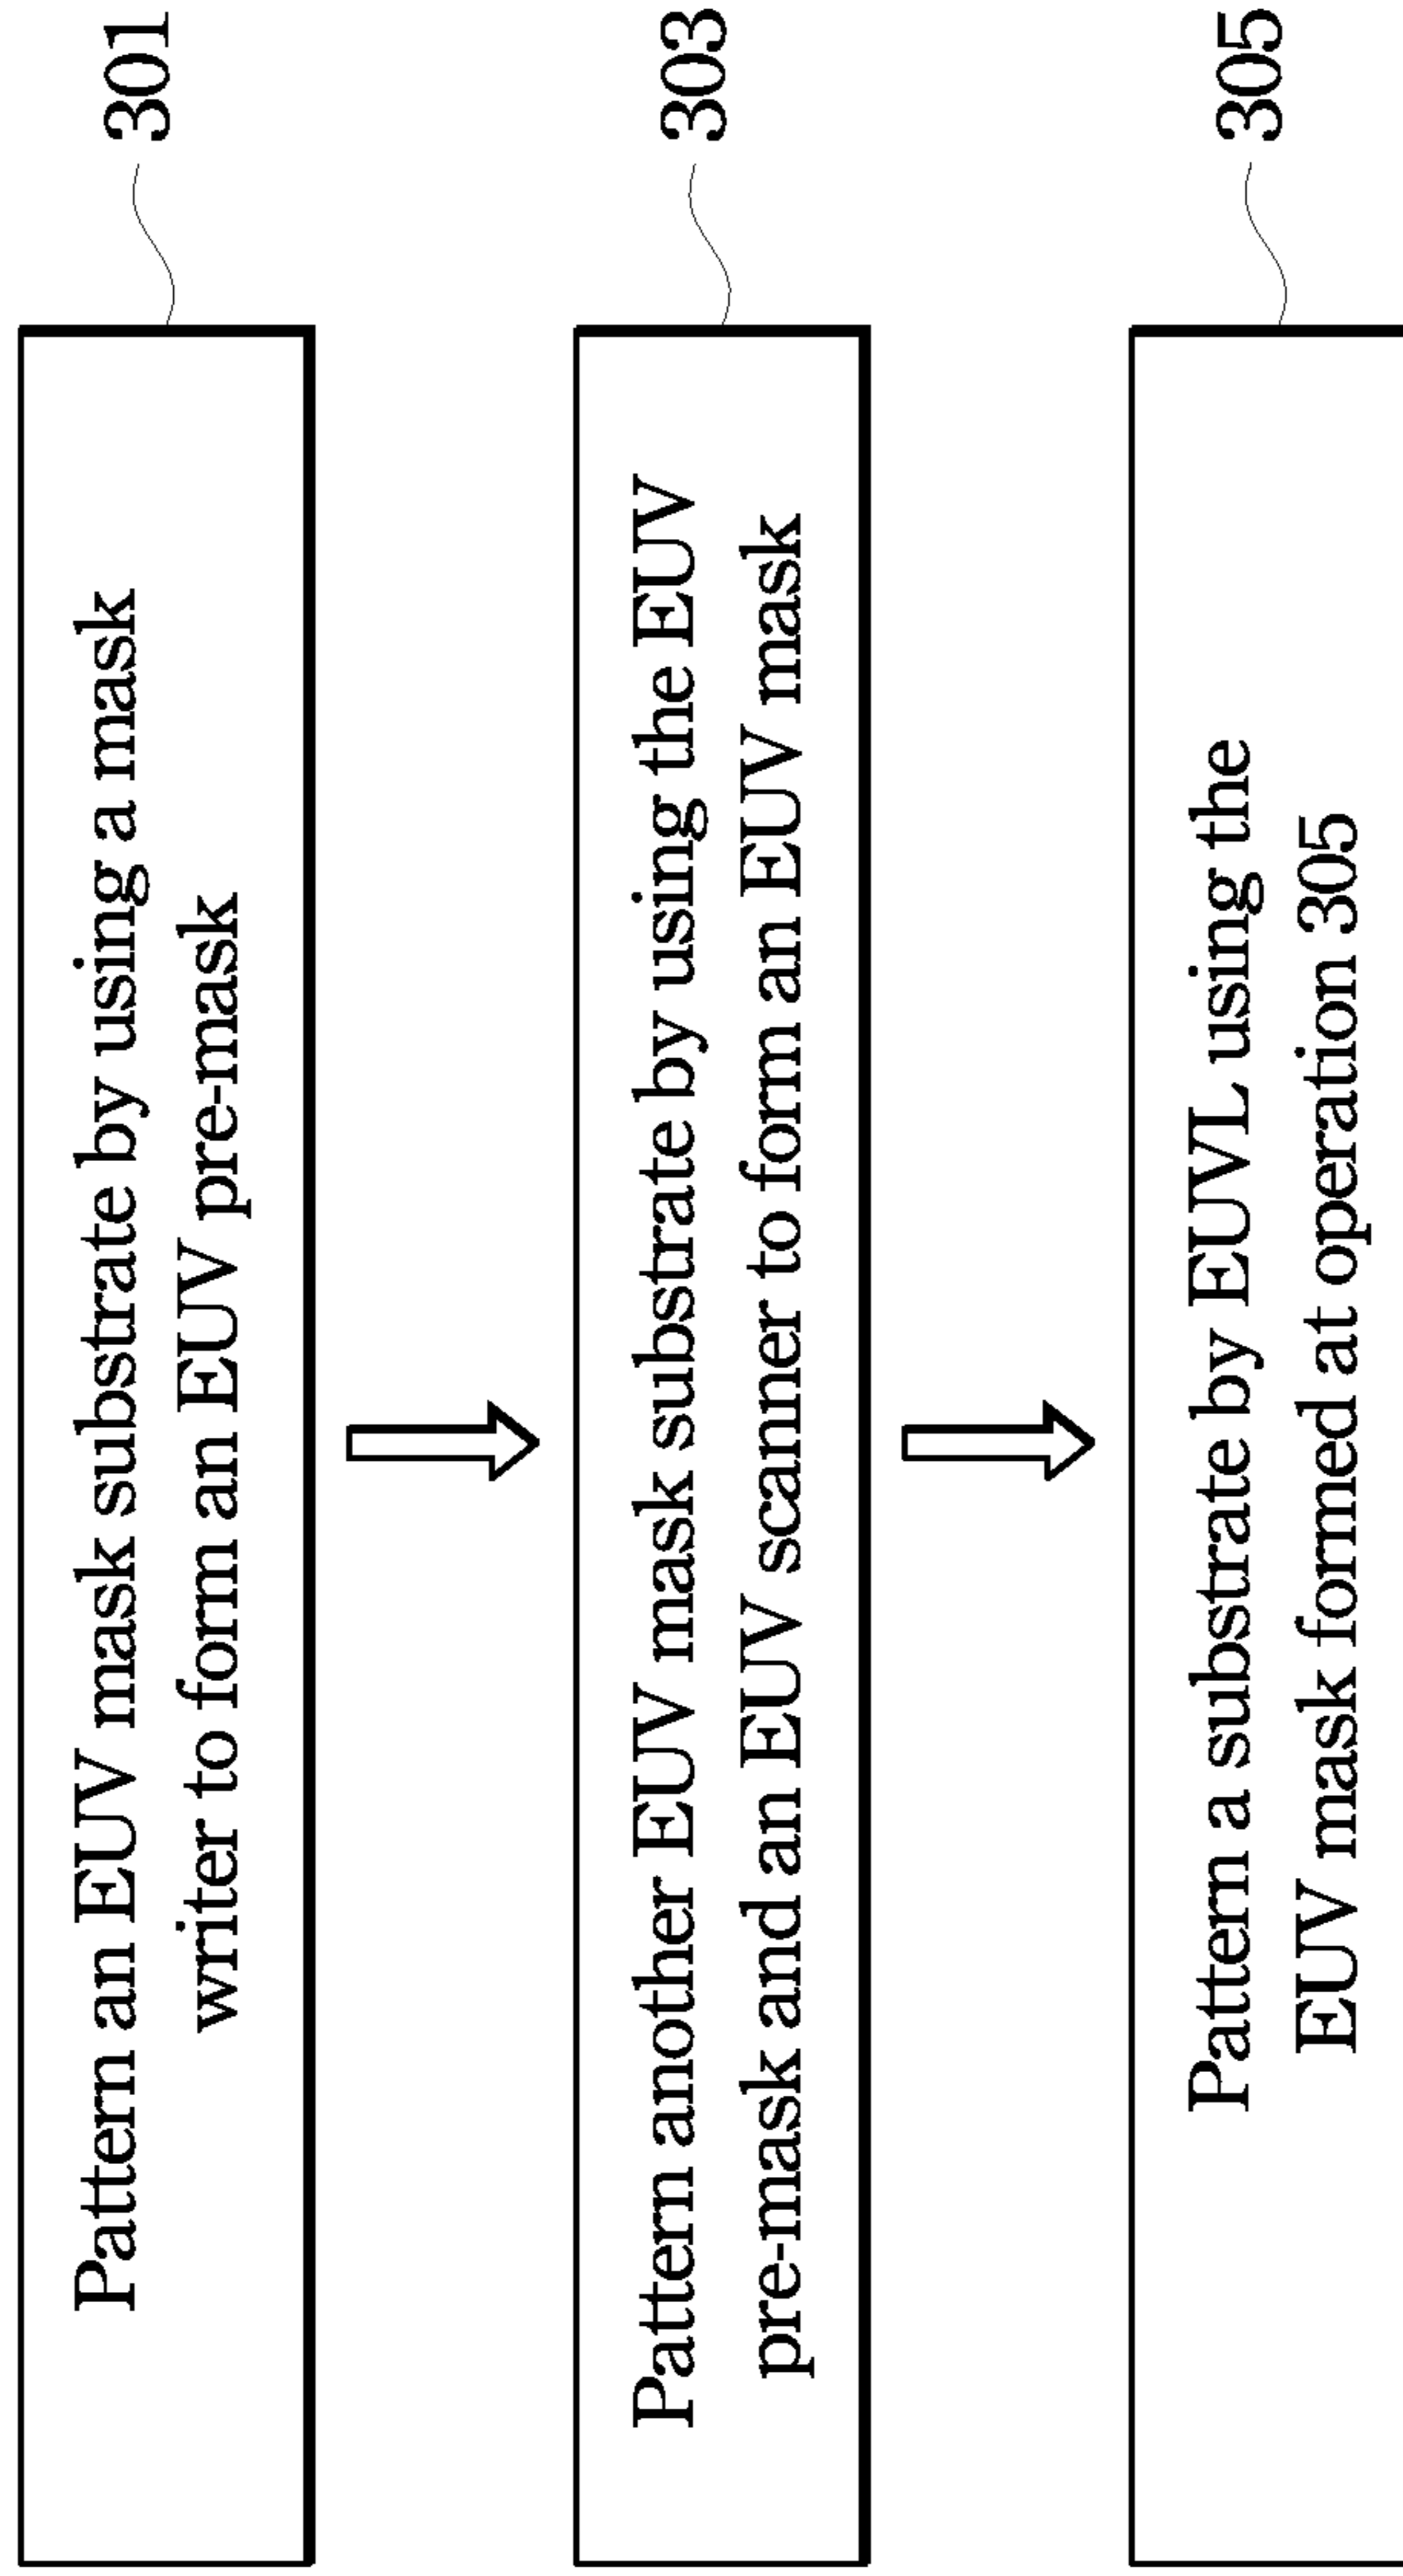 Pattern an EUV mask substrate by using a mask
writer to form an EUV pre-mask
301
Pattern another EUV mask substrate by using the EUV
pre-mask and an EUV scanner to form an EUV mask
303
Pattern a substrate by EUVL using the
EUV mask formed at operation 305
305